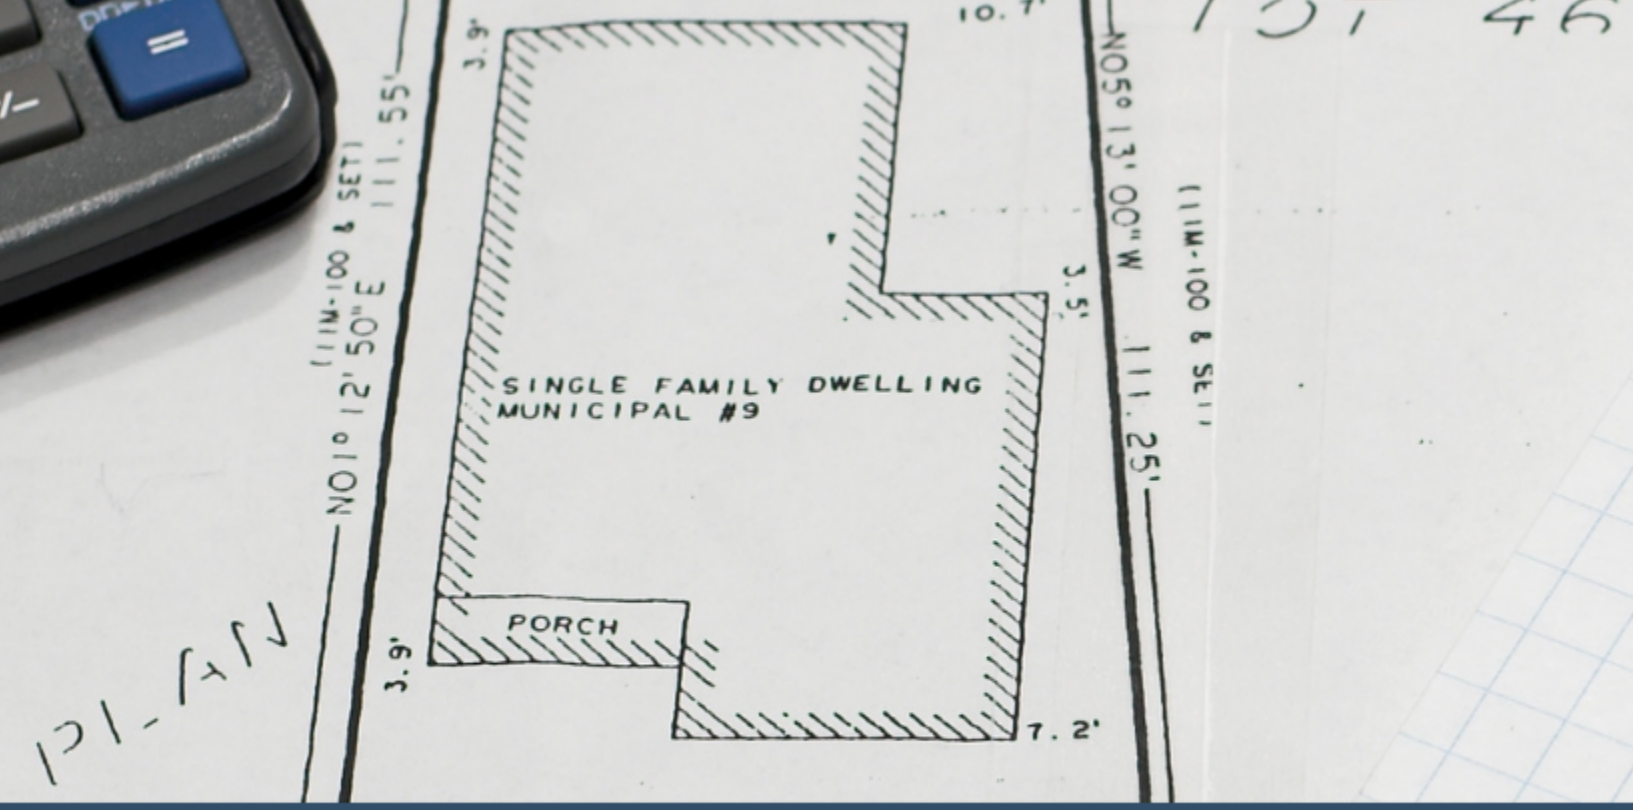 =
3.9'
10.7'
N01° 12' 50" E 111.55'
(11M-100 & SET)
N05° 13' 00" W 111.25'
(11M-100 & SET)
3.5'
SINGLE FAMILY DWELLING
MUNICIPAL #9
PORCH
3.9'
7.2'
PLAN